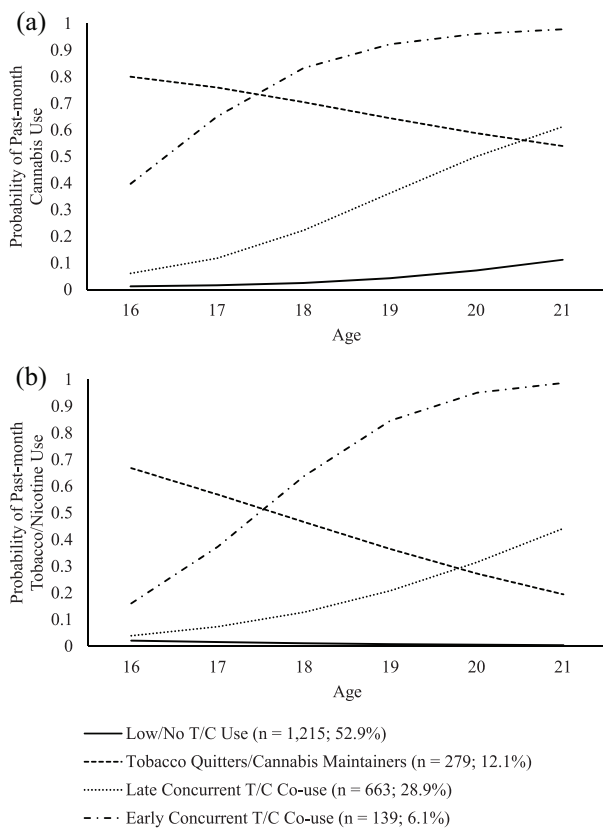 (a)
Probability of Past-month
Cannabis Use
1
0.9
0.8
0.7
0.6
0.5
0.4
0.3
0.2
0.1
0
16 17 18 19 20 21
Age
(b)
Probability of Past-month
Tobacco/Nicotine Use
1
0.9
0.8
0.7
0.6
0.5
0.4
0.3
0.2
0.1
0
16 17 18 19 20 21
Age
Low/No T/C Use (n = 1,215; 52.9%)
Tobacco Quitters/Cannabis Maintainers (n = 279; 12.1%)
Late Concurrent T/C Co-use (n = 663; 28.9%)
Early Concurrent T/C Co-use (n = 139; 6.1%)